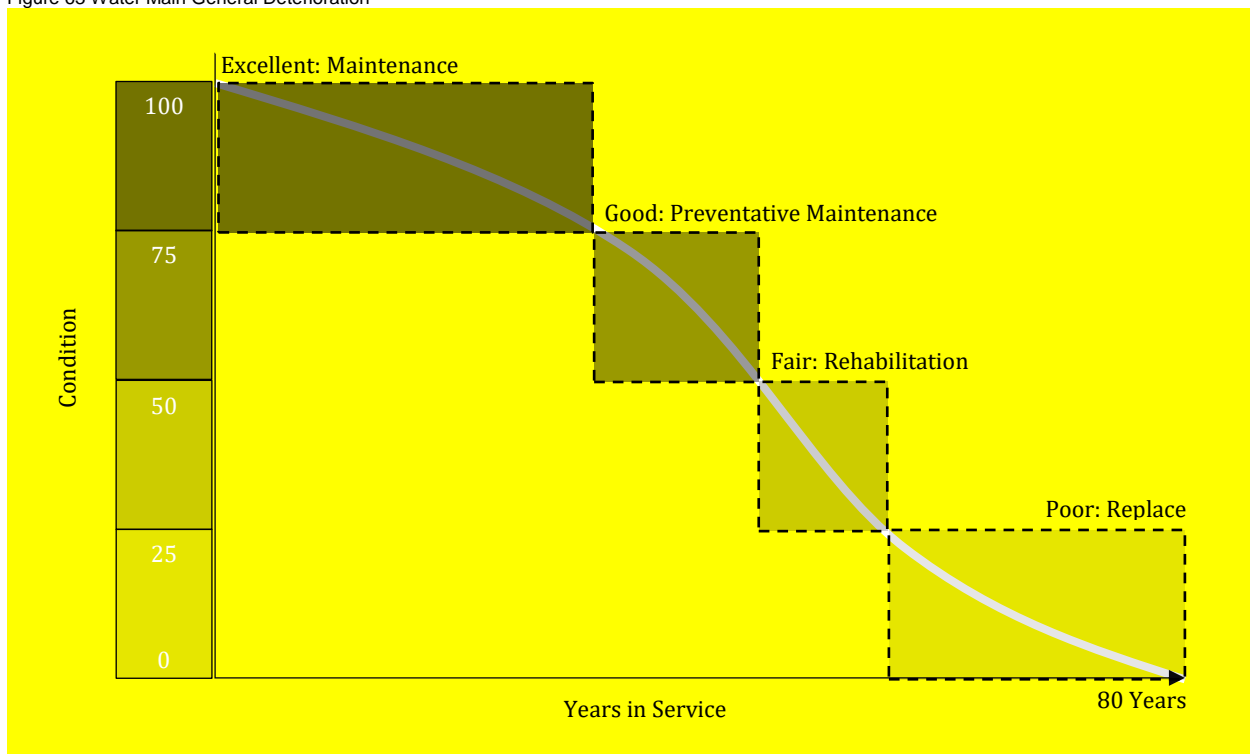 Figure 63 Water Main General Deterioration
Excellent: Maintenance
100
Good: Preventative Maintenance
75
Fair: Rehabilitation
50
Poor: Replace
25
0
Condition
80 Years
Years in Service